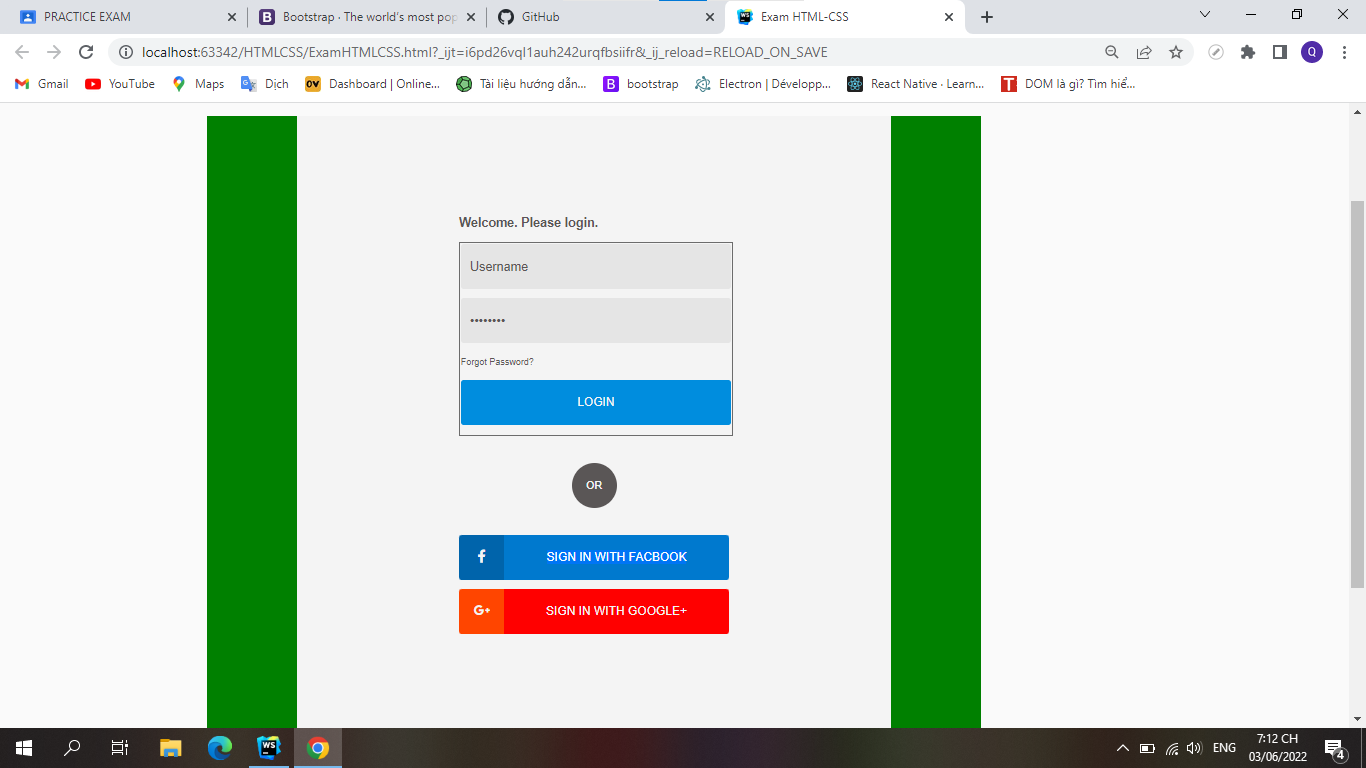 PRACTICE EXAM
Bootstrap · The world's most pop
GitHub
Exam HTML-CSS
localhost:63342/HTMLCSS/ExamHTMLCSS.html?_ijt=i6pd26vql1auh242urqfbsiifr&_ij_reload=RELOAD_ON_SAVE
Q
Gmail
YouTube
Maps
Dịch
Dashboard | Online...
Tài liệu hướng dẫn...
bootstrap
Electron | Développ...
React Native · Learn...
DOM là gì? Tìm hiể...
Welcome. Please login.
Username
••••••••
Forgot Password?
LOGIN
OR
SIGN IN WITH FACBOOK
G+ SIGN IN WITH GOOGLE+
WS
ENG
7:12 CH
03/06/2022
4